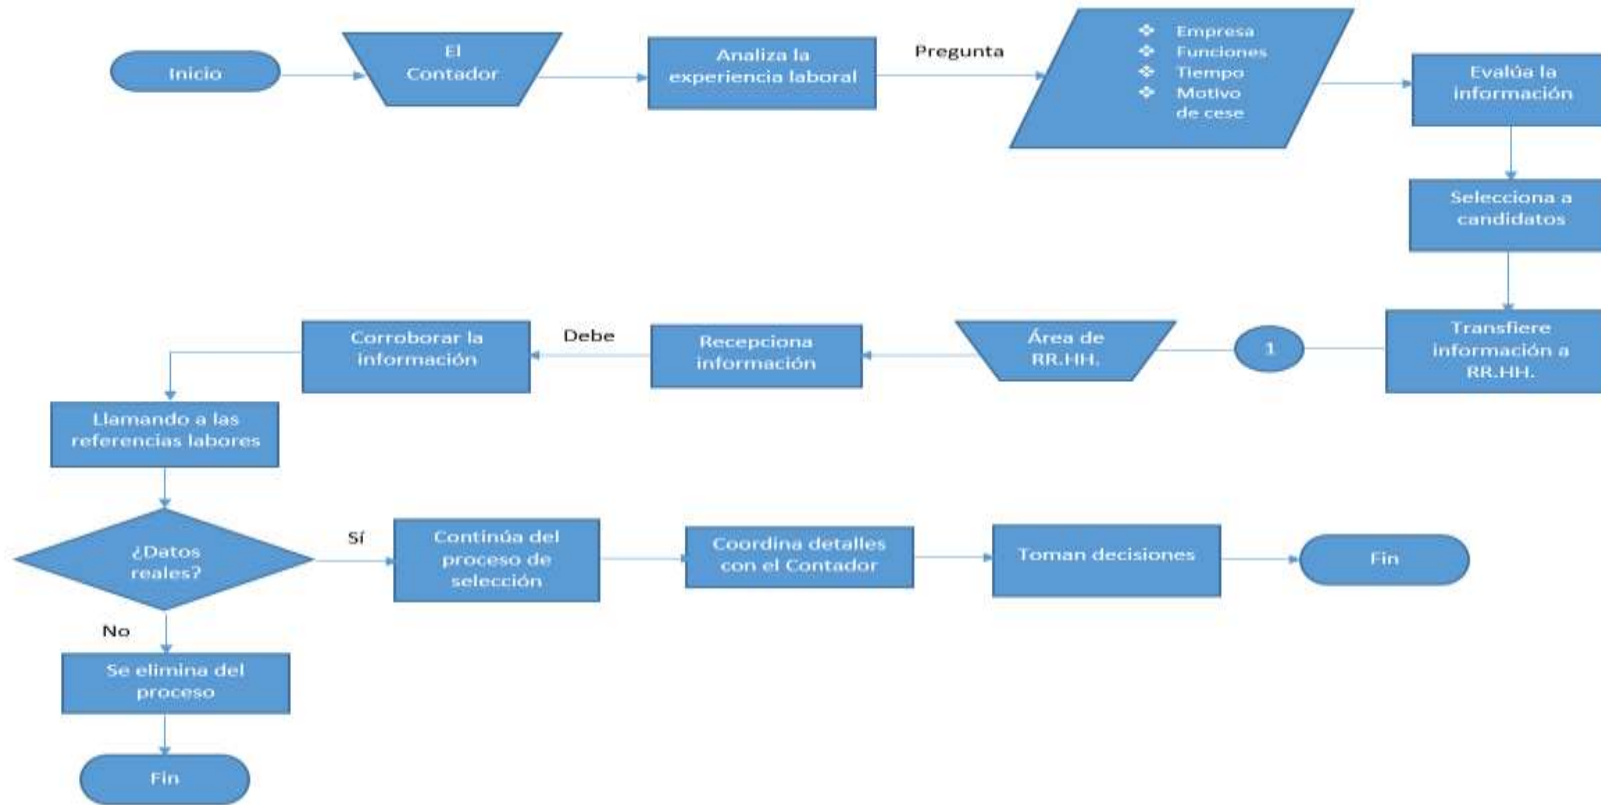 Inicio
El
Contador
Analiza la
experiencia laboral
Pregunta
❖ Empresa
❖ Funciones
❖ Tiempo
❖ Motivo
de cese
Evalúa la
información
Selecciona a
candidatos
Transfiere
información a
RR.HH.
1
Área de
RR.HH.
Recepciona
información
Debe
Corroborar la
información
Llamando a las
referencias labores
¿Datos
reales?
Sí
Continúa del
proceso de
selección
Coordina detalles
con el Contador
Toman decisiones
Fin
No
Se elimina del
proceso
Fin